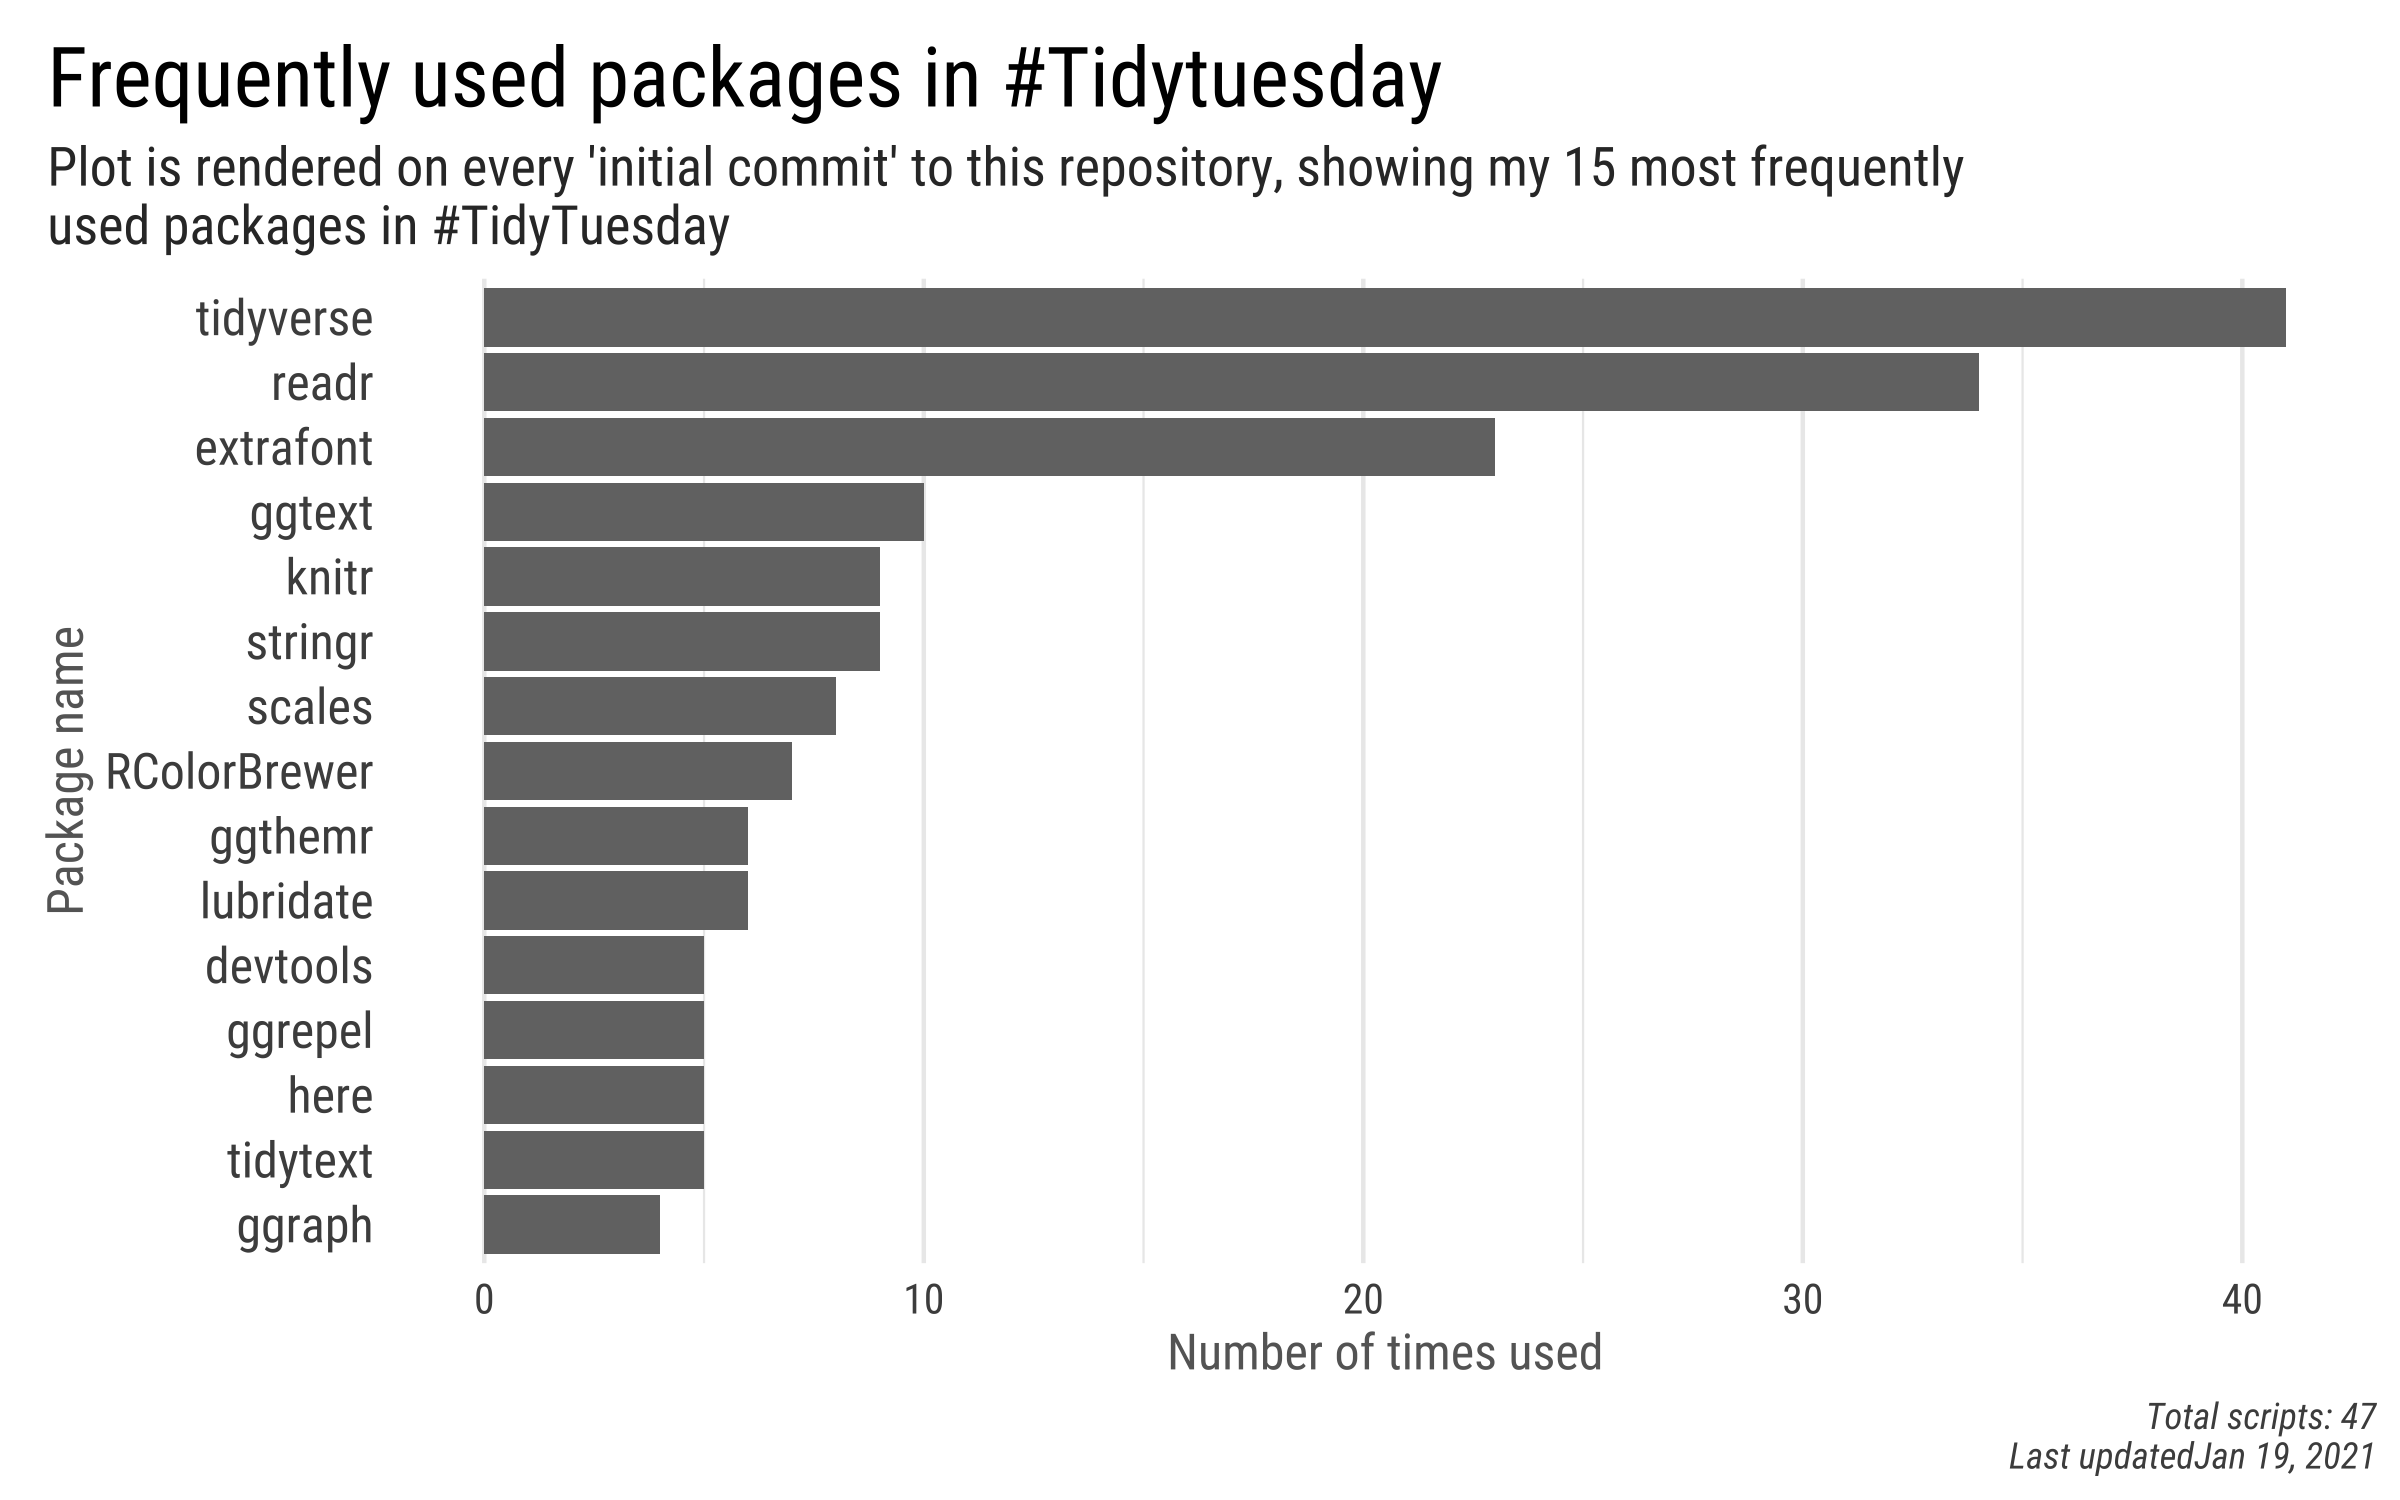 Frequently used packages in #Tidytuesday
Plot is rendered on every 'initial commit' to this repository, showing my 15 most frequently
used packages in #TidyTuesday
Package name
tidyverse
readr
extrafont
ggtext
knitr
stringr
scales
RColorBrewer
ggthemr
lubridate
devtools
ggrepel
here
tidytext
ggraph
0 10 20 30 40
Number of times used
Total scripts: 47
Last updatedJan 19, 2021